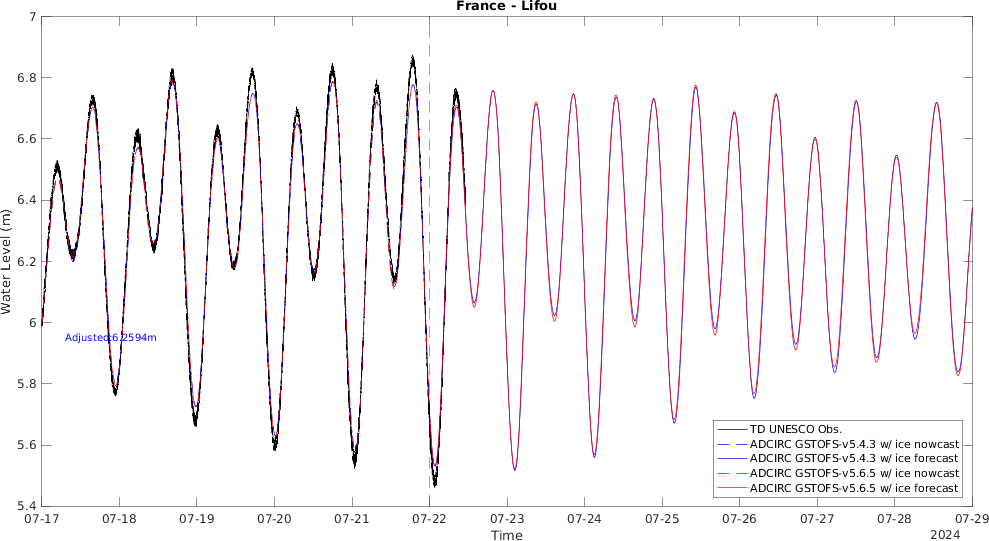 France - Lifou
Water Level (m)
7
6.8
6.6
6.4
6.2
6
5.8
5.6
5.4
Adjusted:6.2594m
TD UNESCO Obs.
ADCIRC GSTOFS-v5.4.3 w/ ice nowcast
ADCIRC GSTOFS-v5.4.3 w/ ice forecast
ADCIRC GSTOFS-v5.6.5 w/ ice nowcast
ADCIRC GSTOFS-v5.6.5 w/ ice forecast
07-17 07-18 07-19 07-20 07-21 07-22 07-23 07-24 07-25 07-26 07-27 07-28 07-29
Time
2024